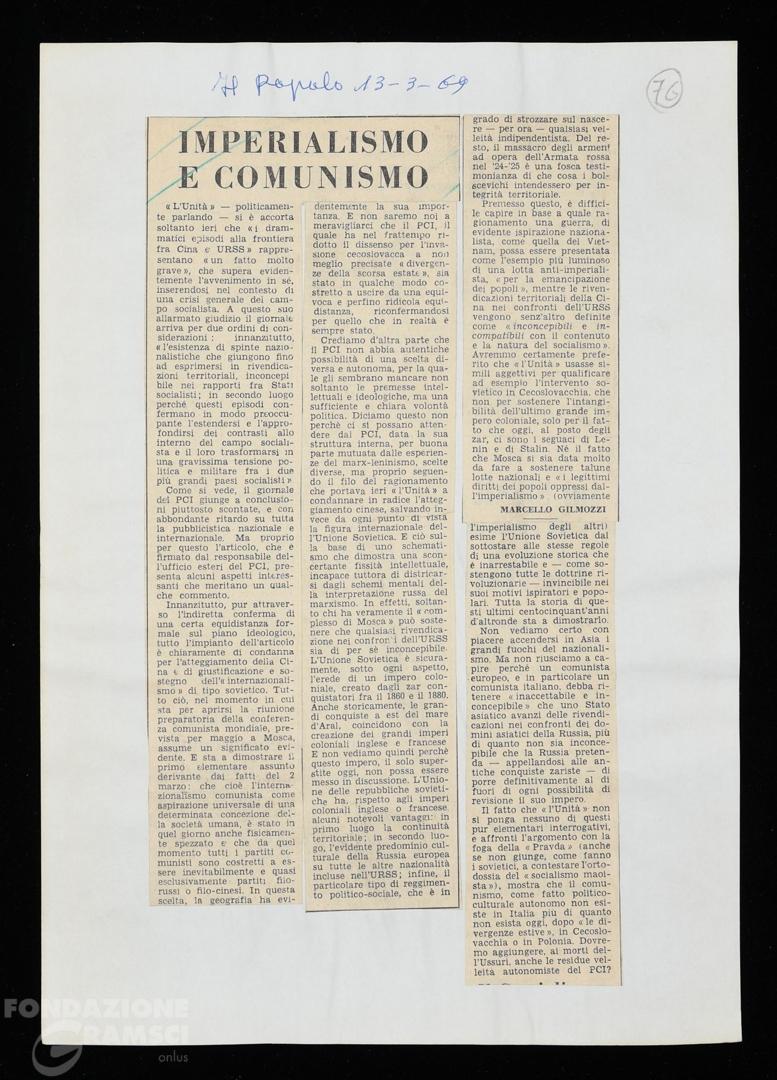 Il Popolo 13-3-69
76
IMPERIALISMO
E COMUNISMO
« L'Unità » — politicamen-
te parlando — si è accorta
soltanto ieri che « i dram-
matici episodi alla frontiera
fra Cina e URSS » rappre-
sentano « un fatto molto
grave », che supera eviden-
temente l'avvenimento in sé,
inserendosi nel contesto di
una crisi generale del cam-
po socialista. A questo suo
allarmato giudizio il giornale
arriva per due ordini di con-
siderazioni: innanzitutto,
« l'esistenza di spinte nazio-
nalistiche che giungono fino
ad esprimersi in rivendica-
zioni territoriali, inconcepi-
bile nei rapporti fra Stati
socialisti; in secondo luogo
perché questi episodi con-
fermano in modo preoccu-
pante l'estendersi e l'appro-
fondirsi dei contrasti allo
interno del campo sociali-
sta e il loro trasformarsi in
una gravissima tensione po-
litica e militare fra i due
più grandi paesi socialisti »
Come si vede, il giornale
del PCI giunge a conclusio-
ni piuttosto scontate, e con
abbondante ritardo su tutta
la pubblicistica nazionale e
internazionale. Ma proprio
per questo l'articolo, che è
firmato dal responsabile del-
l'ufficio esteri del PCI, pre-
senta alcuni aspetti interes-
santi che meritano un qual-
che commento.
Innanzitutto, pur attraver-
so l'indiretta conferma di
una certa equidistanza for-
male sul piano ideologico,
tutto l'impianto dell'articolo
è chiaramente di condanna
per l'atteggiamento della Ci-
na e di giustificazione e so-
stegno dell'« internazionali-
smo » di tipo sovietico. Tut-
to ciò, nel momento in cui
sta per aprirsi la riunione
preparatoria della conferen-
za comunista mondiale, pre-
vista per maggio a Mosca,
assume un significato evi-
dente. E sta a dimostrare il
primo elementare assunto
derivante dai fatti del 2
marzo: che cioè l'interna-
zionalismo comunista come
aspirazione universale di una
determinata concezione del-
la società umana, è stato in
quel giorno anche fisicamen-
te spezzato e che da quel
momento tutti i partiti co-
munisti sono costretti a es-
sere inevitabilmente e quasi
esclusivamente partiti filo-
russi o filo-cinesi. In questa
scelta, la geografia ha evi-
dentemente la sua impor-
tanza. E non saremo noi a
meravigliarci che il PCI, il
quale ha nel frattempo ri-
dotto il dissenso per l'inva-
sione cecoslovacca a non
meglio precisate « divergen-
ze della scorsa estate », sia
stato in qualche modo co-
stretto a uscire da una equi-
voca e perfino ridicola equi-
distanza, riconfermandosi
per quello che in realtà è
sempre stato.
Crediamo d'altra parte che
il PCI non abbia autentiche
possibilità di una scelta di-
versa e autonoma, per la qua-
le gli sembrano mancare non
soltanto le premesse intel-
lettuali e ideologiche, ma una
sufficiente e chiara volontà
politica. Diciamo questo non
perchè ci si possano atten-
dere dal PCI, data la sua
struttura interna, per buona
parte mutuata dalle esperien-
ze del marx-leninismo, scelte
diverse, ma proprio seguen-
do il filo del ragionamento
che portava ieri « l'Unità » a
condannare in radice l'atteg-
giamento cinese, salvando in-
vece da ogni punto di vista
la figura internazionale del-
l'Unione Sovietica. E ciò sul-
la base di uno schemati-
smo che dimostra una scon-
certante fissità intellettuale,
incapace tuttora di districar-
si dagli schemi mentali del-
la interpretazione russa del
marxismo. In effetti, soltan-
to chi ha veramente il « com-
plesso di Mosca » può soste-
nere che qualsiasi rivendica-
zione nei confronti dell'URSS
sia di per sè inconcepibile.
L'Unione Sovietica è sicura-
mente, sotto ogni aspetto,
l'erede di un impero colo-
niale, creato dagli zar con-
quistatori fra il 1860 e il 1880.
Anche storicamente, le gran-
di conquiste a est del mare
d'Aral, coincidono con la
creazione dei grandi imperi
coloniali inglese e francese
E non vediamo quindi perchè
questo impero, il solo super-
stite oggi, non possa essere
messo in discussione. L'Unio-
ne delle repubbliche sovieti-
che ha, rispetto agli imperi
coloniali inglese o francese,
alcuni notevoli vantaggi: in
primo luogo la continuità
territoriale; in secondo luo-
go, l'evidente predominio cul-
turale della Russia europea
su tutte le altre nazionalità
incluse nell'URSS; infine, il
particolare tipo di reggimen-
to politico-sociale, che è in
grado di strozzare sul nasce-
re — per ora — qualsiasi vel-
leità indipendentista. Del re-
sto, il massacro degli armeni
ad opera dell'Armata rossa
nel '24-'25 è una fosca testi-
monianza di che cosa i bol-
scevichi intendessero per in-
tegrità territoriale.
Premesso questo, è diffici-
le capire in base a quale ra-
gionamento una guerra, di
evidente ispirazione naziona-
lista, come quella del Viet-
nam, possa essere presentata
come l'esempio più luminoso
di una lotta anti-imperiali-
sta, « per la emancipazione
dei popoli », mentre le riven-
dicazioni territoriali della Ci-
na nei confronti dell'URSS
vengono senz'altro definite
come « inconcepibili e in-
compatibili con il contenuto
e la natura del socialismo ».
Avremmo certamente prefe-
rito che « l'Unità » usasse si-
mili aggettivi per qualificare
ad esempio l'intervento so-
vietico in Cecoslovacchia, che
non per sostenere l'intangi-
bilità dell'ultimo grande im-
pero coloniale, solo per il fat-
to che oggi, al posto degli
zar, ci sono i seguaci di Le-
nin e di Stalin. Né il fatto
che Mosca si sia data molto
da fare a sostenere talune
lotte nazionali e « i legittimi
diritti dei popoli oppressi dal-
l'imperialismo » (ovviamente
MARCELLO GILMOZZI
l'imperialismo degli altri)
esime l'Unione Sovietica dal
sottostare alle stesse regole
di una evoluzione storica che
è inarrestabile e — come so-
stengono tutte le dottrine ri-
voluzionarie — invincibile nei
suoi motivi ispiratori e popo-
lari. Tutta la storia di que-
sti ultimi centocinquant'anni
d'altronde sta a dimostrarlo.
Non vediamo certo con
piacere accendersi in Asia i
grandi fuochi del nazionali-
smo. Ma non riusciamo a ca-
pire perchè un comunista
europeo, e in particolare un
comunista italiano, debba ri-
tenere « inaccettabile e in-
concepibile » che uno Stato
asiatico avanzi delle rivendi-
cazioni nei confronti dei do-
mini asiatici della Russia, più
di quanto non sia inconce-
pibile che la Russia preten-
da — appellandosi alle an-
tiche conquiste zariste — di
porre definitivamente al di
fuori di ogni possibilità di
revisione il suo impero.
Il fatto che « l'Unità » non
si ponga nessuno di questi
pur elementari interrogativi,
e affronti l'argomento con la
foga della « Pravda » (anche
se non giunge, come fanno
i sovietici, a contestare l'orto-
dossia del « socialismo maoi-
sta »), mostra che il comu-
nismo, come fatto politico-
culturale autonomo non esi-
ste in Italia più di quanto
non esista oggi, dopo « le di-
vergenze estive », in Cecoslo-
vacchia o in Polonia. Dovre-
mo aggiungere, ai morti del-
l'Ussuri, anche le residue vel-
leità autonomiste del PCI?
FONDAZIONE
GRAMSCI
onlus